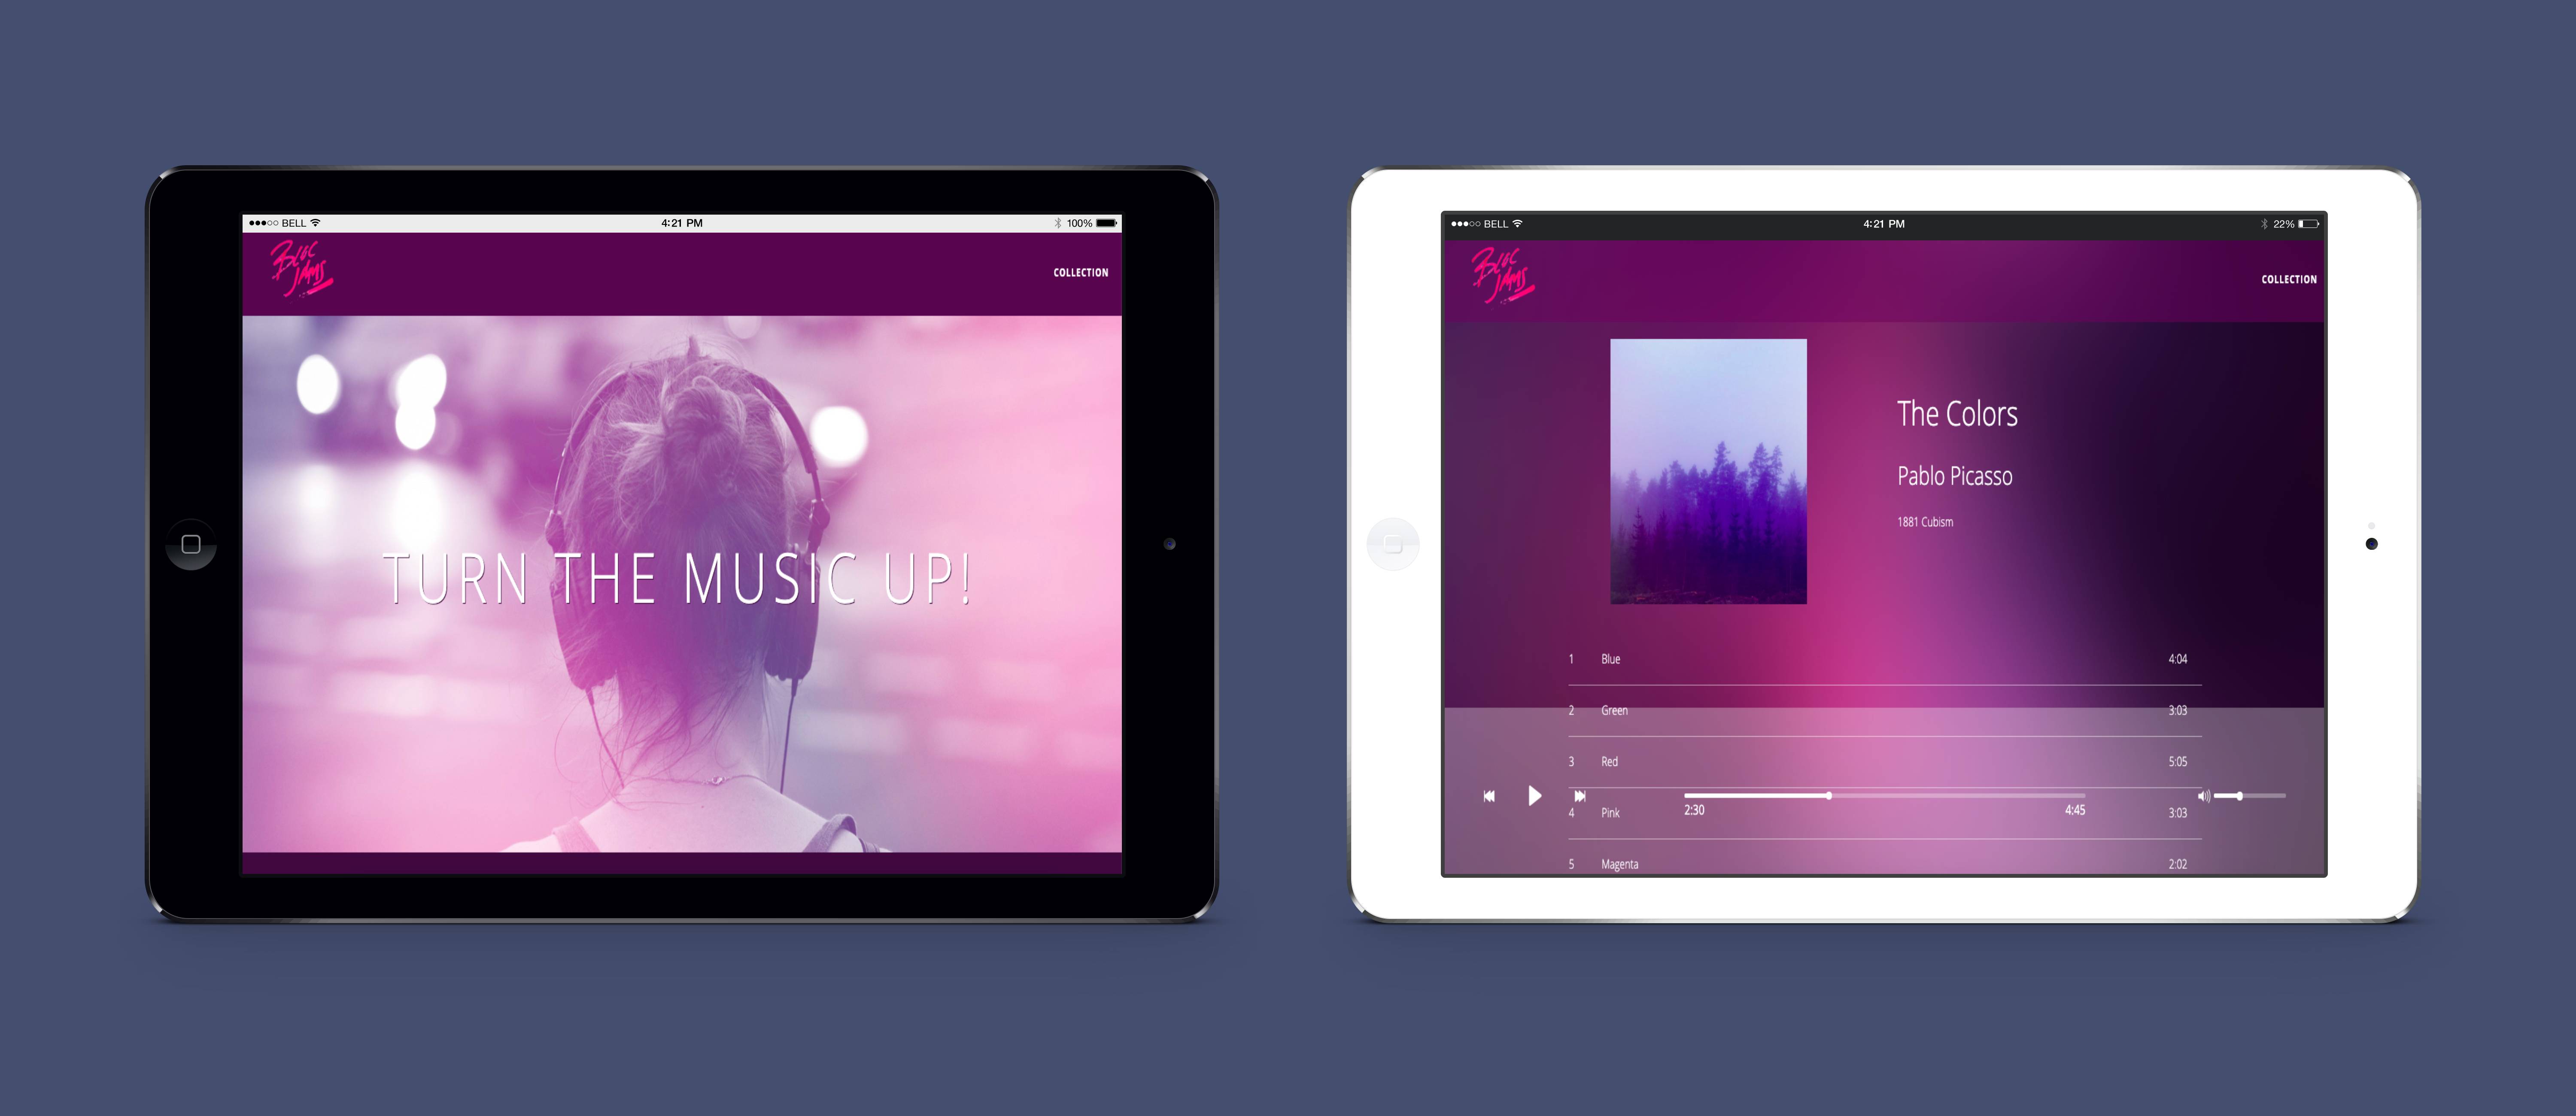 BELL 4:21 PM 100%
BLOC
JAMS
COLLECTION
TURN THE MUSIC UP!
BELL 4:21 PM 22%
BLOC
JAMS
COLLECTION
The Colors
Pablo Picasso
1881 Cubism
1 Blue 4:04
2 Green 3:03
3 Red 5:05
2:30 4:45
4 Pink 3:03
5 Magenta 2:02